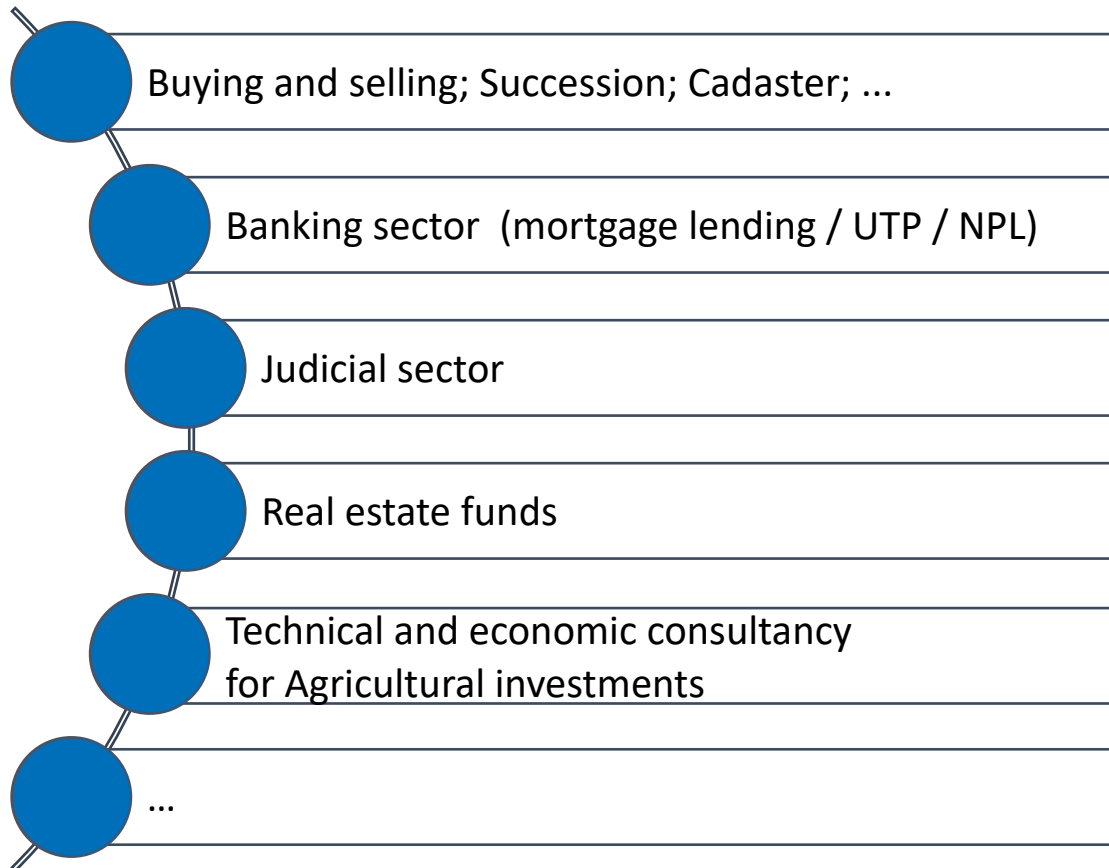 Buying and selling; Succession; Cadaster; ...
Banking sector  (mortgage lending / UTP / NPL)
Judicial sector
Real estate funds
Technical and economic consultancy
for Agricultural investments
...